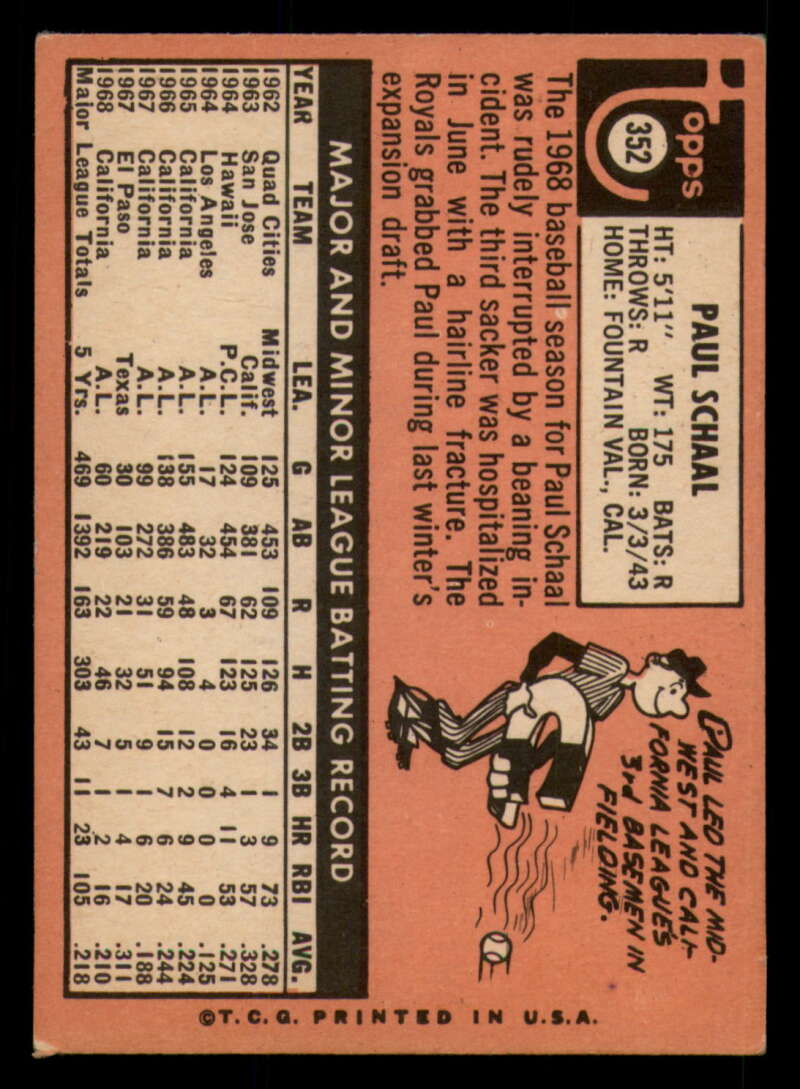 Topps
352
PAUL SCHAAL
HT: 5'11" WT: 175 BATS: R
THROWS: R BORN: 3/3/43
HOME: FOUNTAIN VAL., CAL.
The 1968 baseball season for Paul Schaal
was rudely interrupted by a beaning in-
cident. The third sacker was hospitalized
in June with a hairline fracture. The
Royals grabbed Paul during last winter's
expansion draft.
PAUL LED THE MID-
WEST AND CALI-
FORNIA LEAGUE'S
3rd BASEMEN IN
FIELDING.
MAJOR AND MINOR LEAGUE BATTING RECORD
YEAR TEAM LEA. G AB R H 2B 3B HR RBI AVG.
1962 Quad Cities Midwest 125 453 109 126 34 1 9 73 .278
1963 San Jose Calif. 109 381 62 125 23 1 3 57 .328
1964 Hawaii P.C.L. 124 454 67 123 16 4 11 53 .271
1964 Los Angeles A.L. 17 32 3 4 0 0 0 0 .125
1965 California A.L. 155 483 48 108 12 2 9 45 .224
1966 California A.L. 138 386 59 94 15 7 6 24 .244
1967 California A.L. 99 272 31 51 9 1 6 20 .188
1967 El Paso Texas 30 103 21 32 5 1 4 17 .311
1968 California A.L. 60 219 22 46 7 1 2 16 .210
Major League Totals 5 Yrs. 469 1392 163 303 43 11 23 105 .218
©T.C.G. PRINTED IN U.S.A.